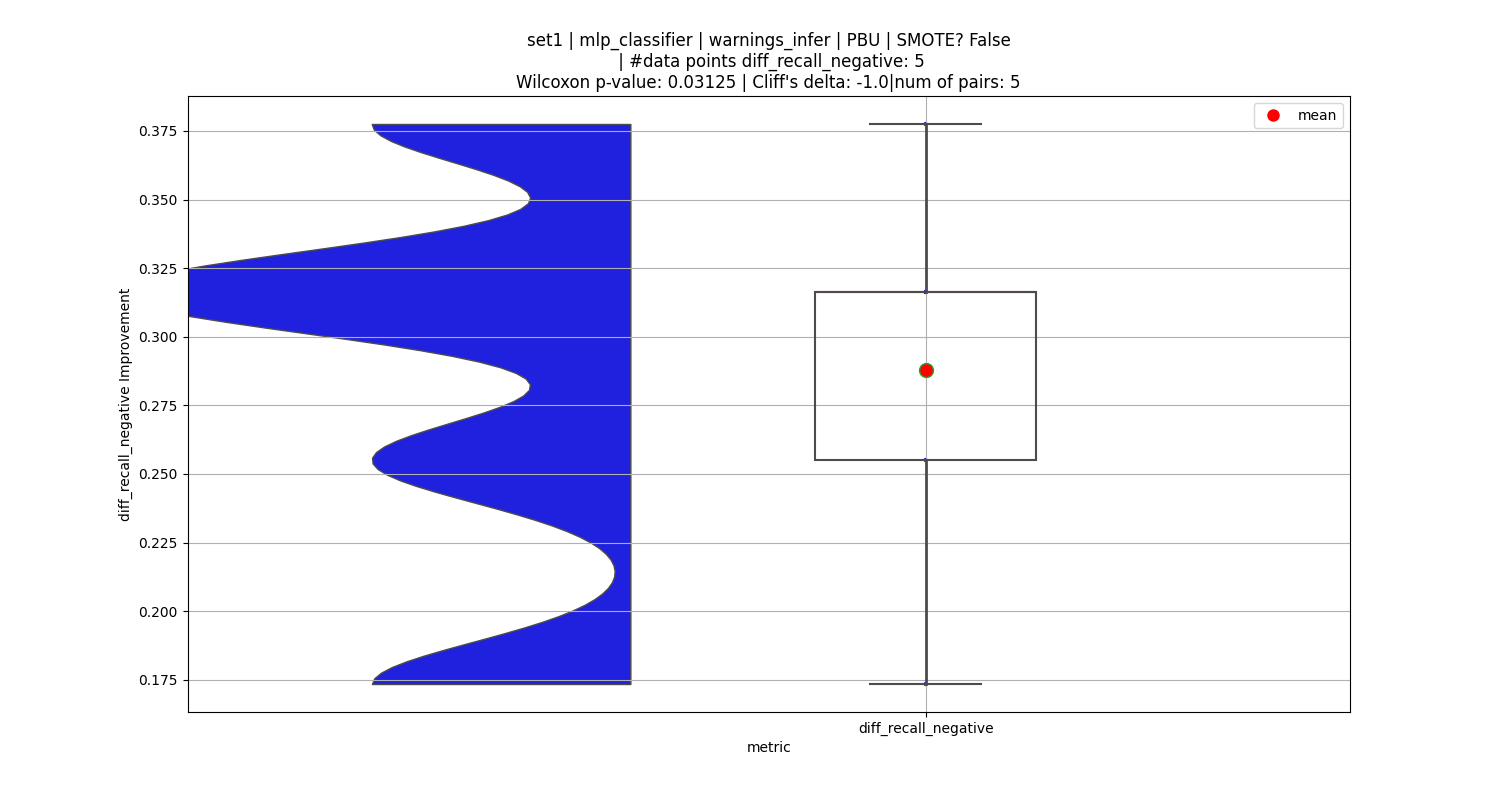 set1 | mlp_classifier | warnings_infer | PBU | SMOTE? False
| #data points diff_recall_negative: 5
Wilcoxon p-value: 0.03125 | Cliff's delta: -1.0|num of pairs: 5
mean
0.375
0.350
0.325
0.300
0.275
0.250
0.225
0.200
0.175
diff_recall_negative Improvement
diff_recall_negative
metric